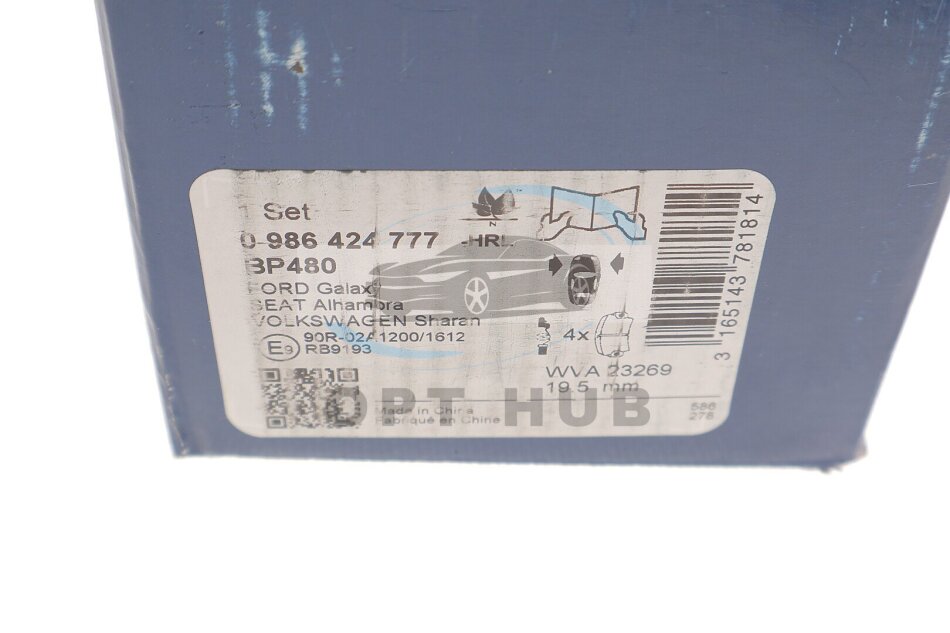 1 Set
0 986 424 777 -HRL
BP480
FORD Galaxy
SEAT Alhambra
VOLKSWAGEN Sharan
E9 90R-02A1200/1612
RB9193
4x
WVA 23269
19.5 mm
Made in China
Fabriqué en Chine
686
278
3 165143 781814
OPT HUB